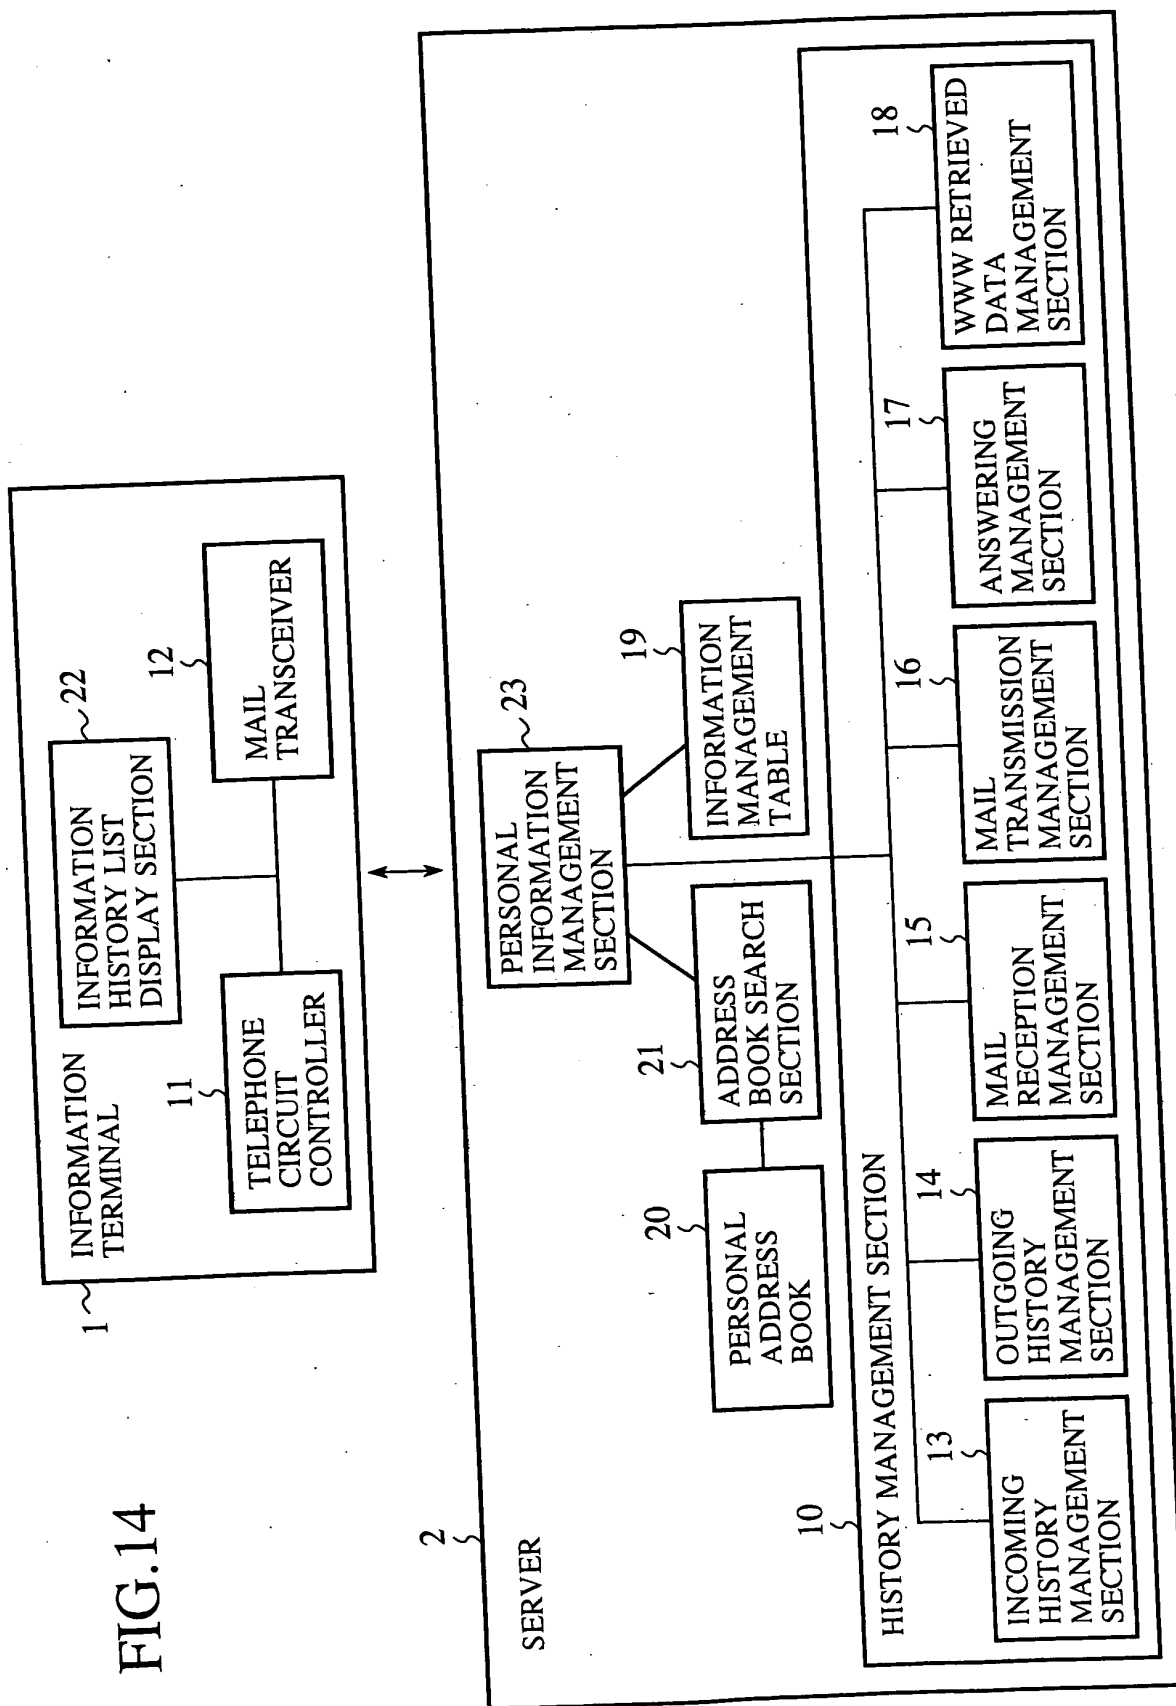 FIG.14
1
INFORMATION
TERMINAL
22
INFORMATION
HISTORY LIST
DISPLAY SECTION
11
TELEPHONE
CIRCUIT
CONTROLLER
12
MAIL
TRANSCEIVER
2
SERVER
23
PERSONAL
INFORMATION
MANAGEMENT
SECTION
20
PERSONAL
ADDRESS
BOOK
21
ADDRESS
BOOK SEARCH
SECTION
19
INFORMATION
MANAGEMENT
TABLE
10
HISTORY MANAGEMENT SECTION
13
INCOMING
HISTORY
MANAGEMENT
SECTION
14
OUTGOING
HISTORY
MANAGEMENT
SECTION
15
MAIL
RECEPTION
MANAGEMENT
SECTION
16
MAIL
TRANSMISSION
MANAGEMENT
SECTION
17
ANSWERING
MANAGEMENT
SECTION
18
WWW RETRIEVED
DATA
MANAGEMENT
SECTION